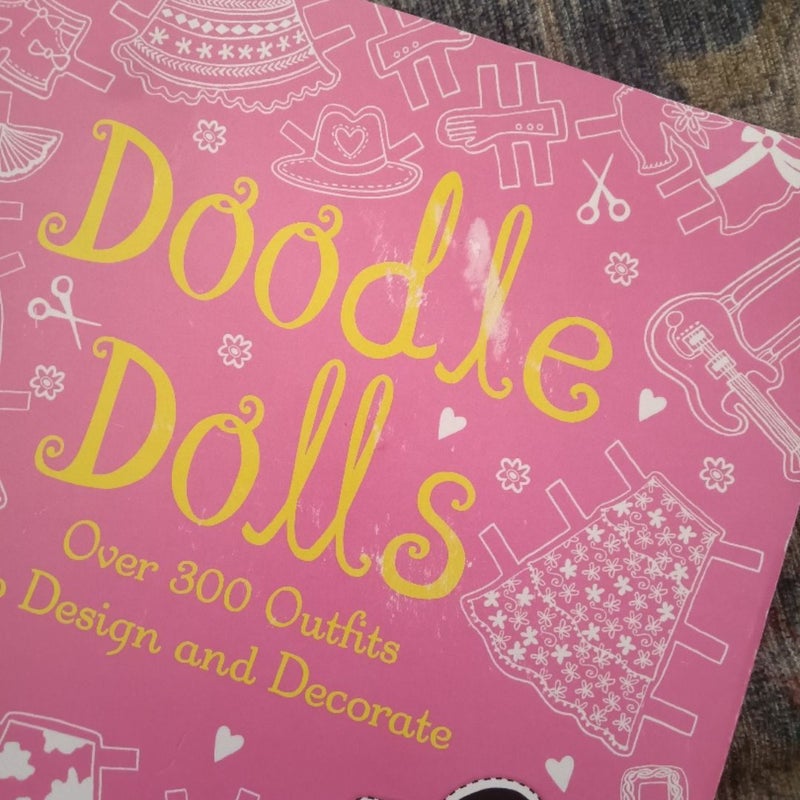 Doodle
Dolls
Over 300 Outfits
Design and Decorate